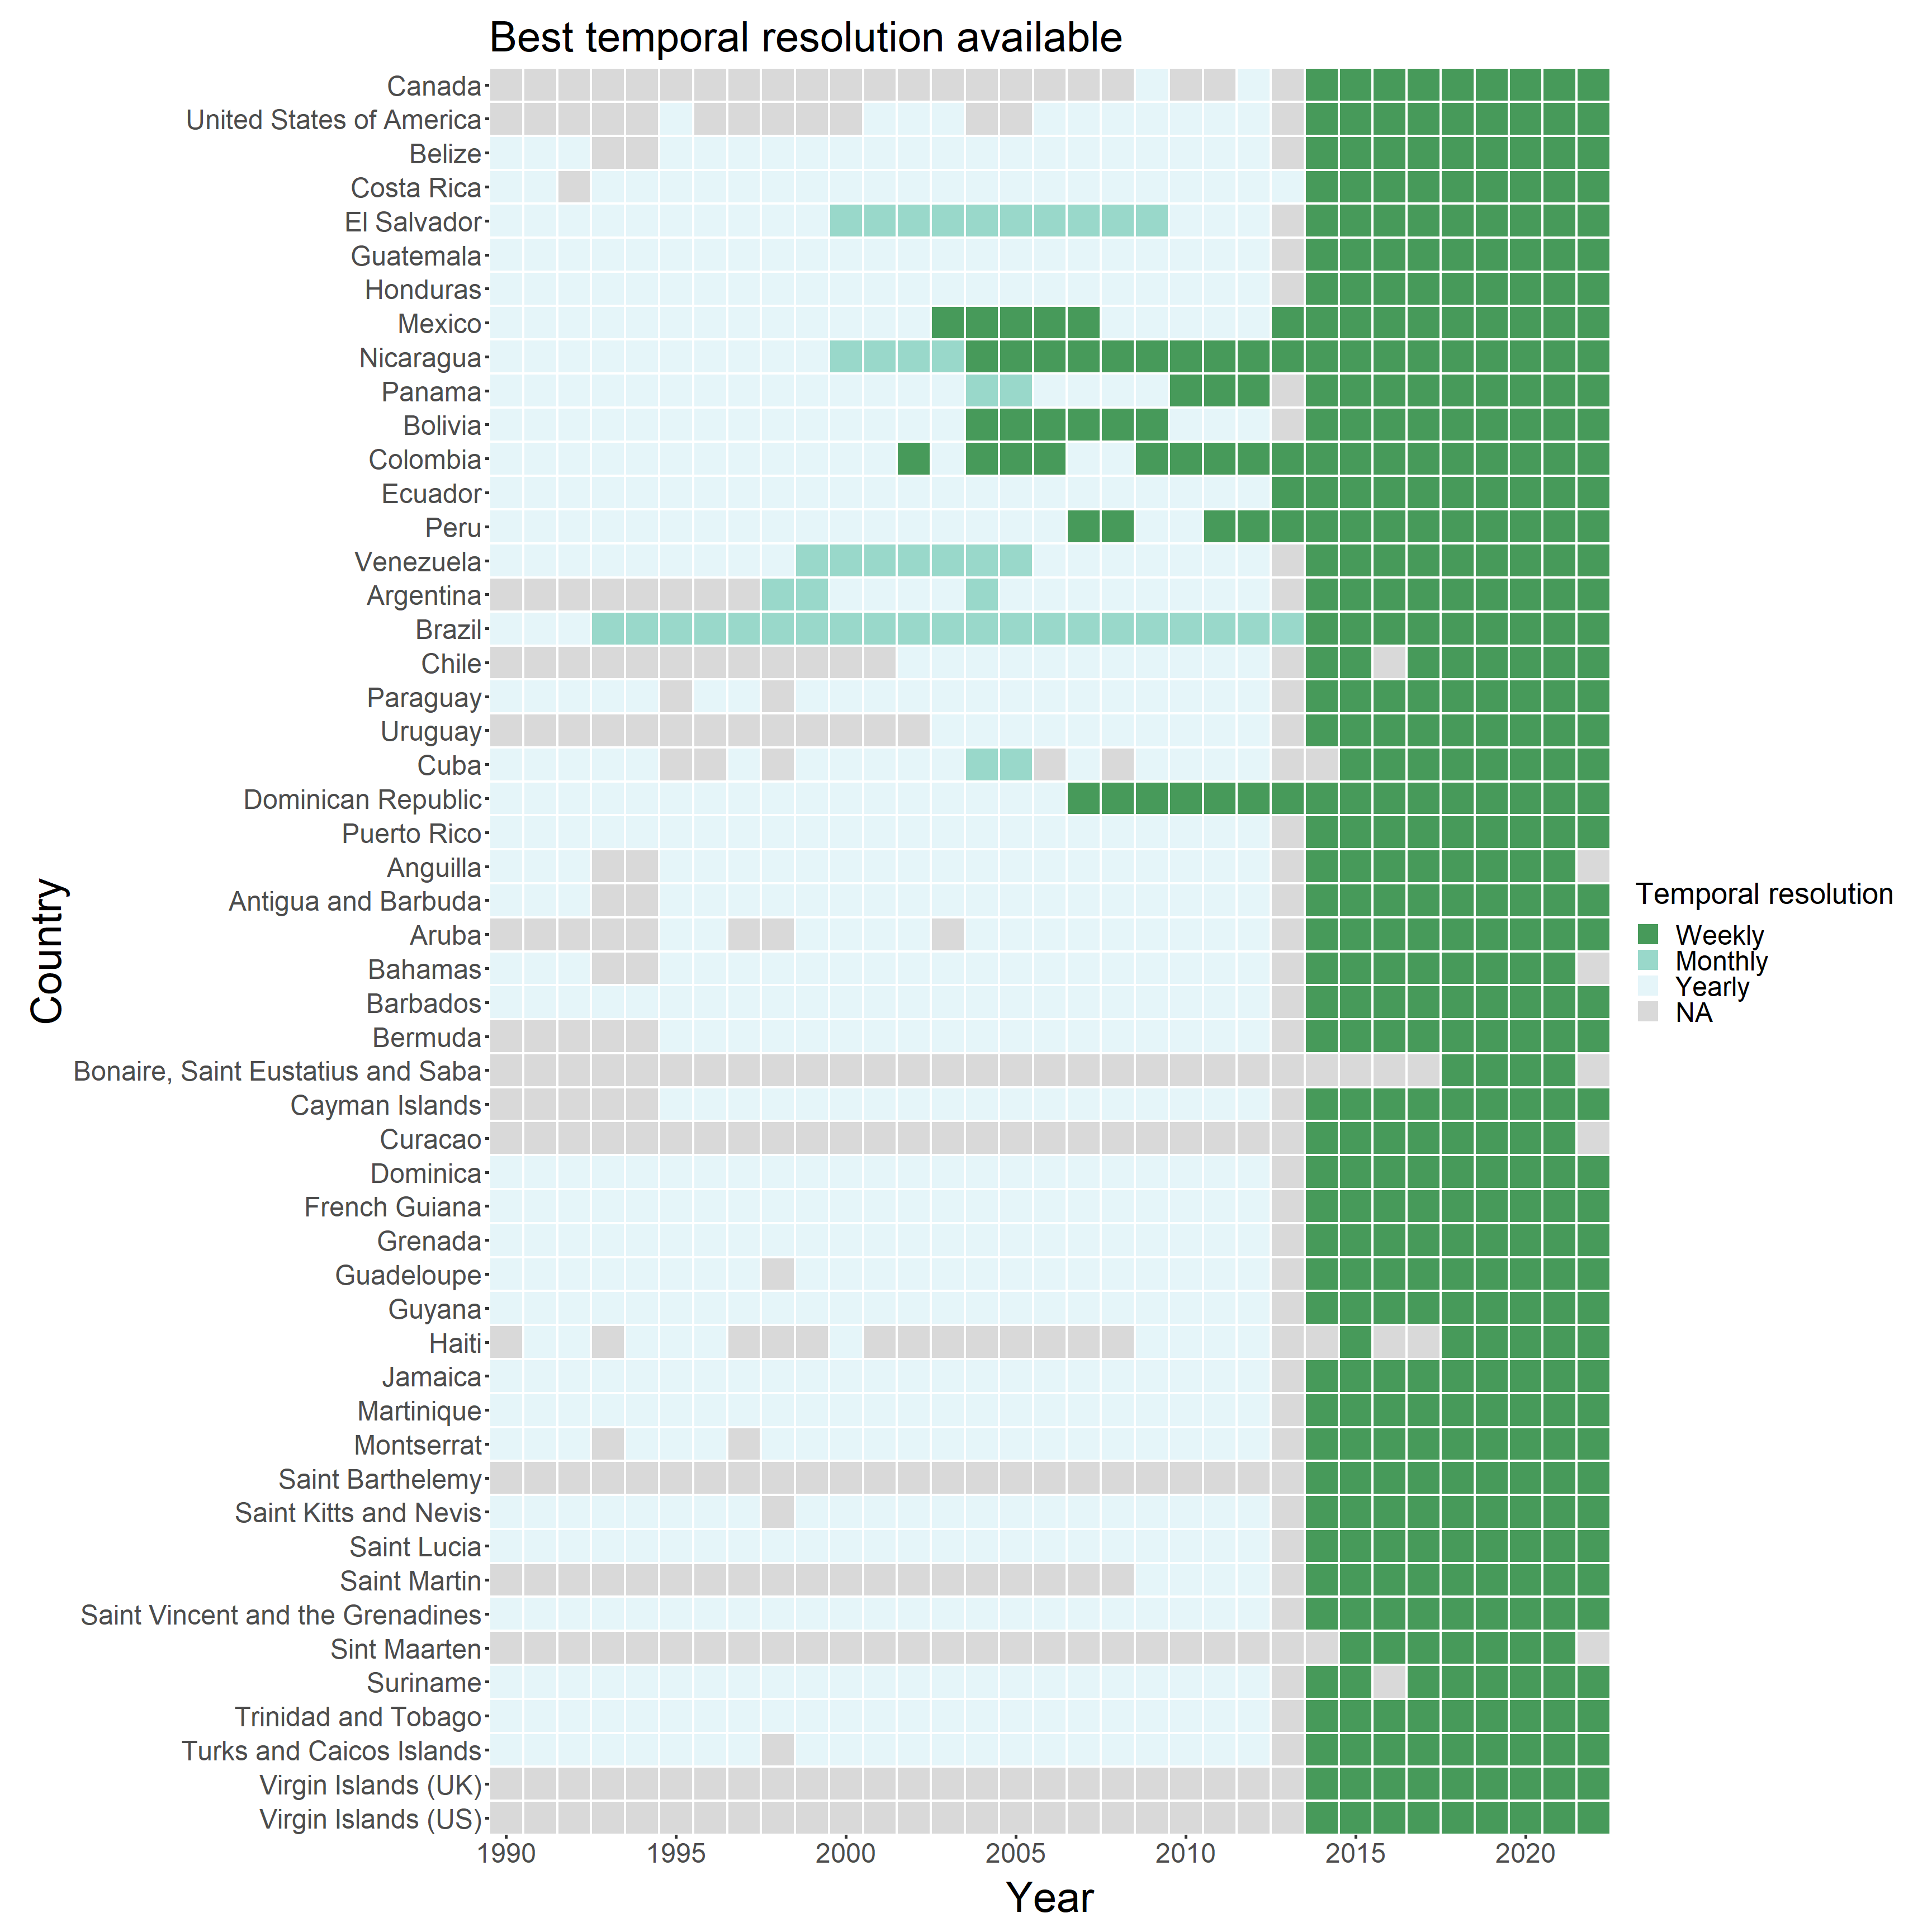 Best temporal resolution available
Canada
United States of America
Belize
Costa Rica
El Salvador
Guatemala
Honduras
Mexico
Nicaragua
Panama
Bolivia
Colombia
Ecuador
Peru
Venezuela
Argentina
Brazil
Chile
Paraguay
Uruguay
Cuba
Dominican Republic
Puerto Rico
Anguilla
Antigua and Barbuda
Aruba
Bahamas
Barbados
Bermuda
Bonaire, Saint Eustatius and Saba
Cayman Islands
Curacao
Dominica
French Guiana
Grenada
Guadeloupe
Guyana
Haiti
Jamaica
Martinique
Montserrat
Saint Barthelemy
Saint Kitts and Nevis
Saint Lucia
Saint Martin
Saint Vincent and the Grenadines
Sint Maarten
Suriname
Trinidad and Tobago
Turks and Caicos Islands
Virgin Islands (UK)
Virgin Islands (US)
Country
1990 1995 2000 2005 2010 2015 2020
Year
Temporal resolution
Weekly
Monthly
Yearly
NA